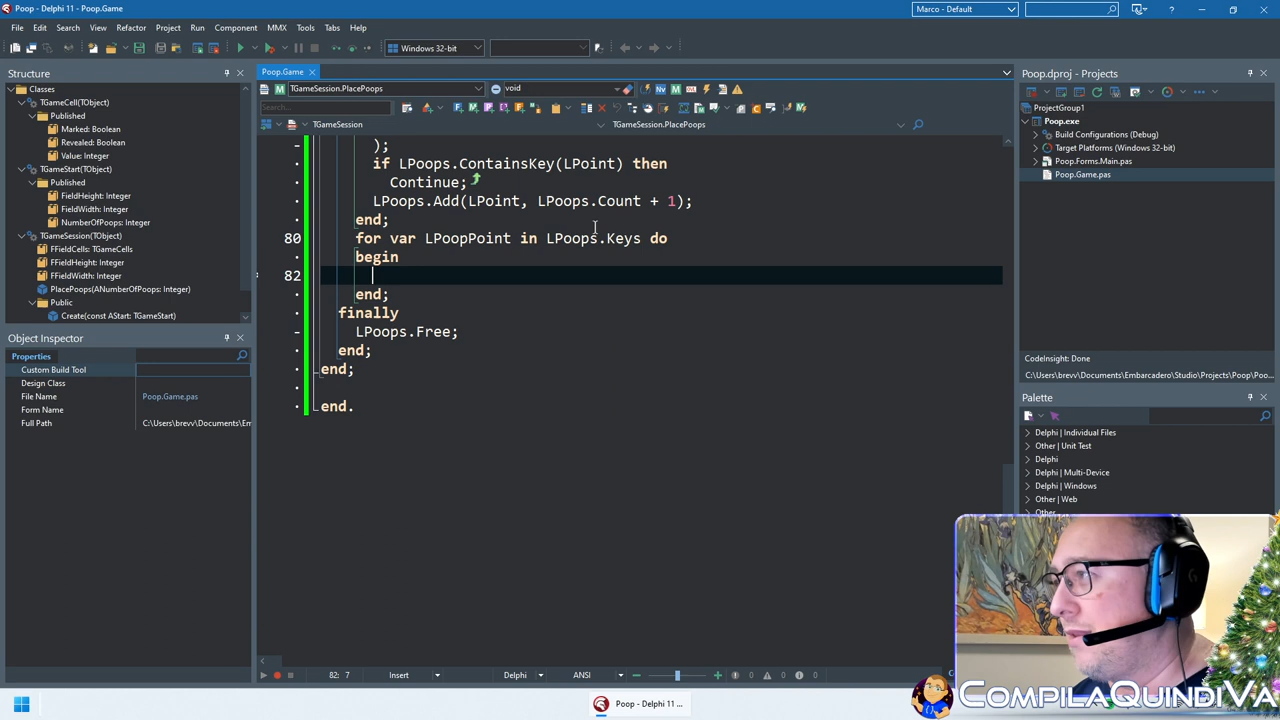 Poop - Delphi 11 - Poop.Game
Marco - Default
File Edit Search View Refactor Project Run Component MMX Tools Tabs Help
Windows 32-bit
Structure
Classes
TGameCell(TObject)
Published
Marked: Boolean
Revealed: Boolean
Value: Integer
TGameStart(TObject)
Published
FieldHeight: Integer
FieldWidth: Integer
NumberOfPoops: Integer
TGameSession(TObject)
FFieldCells: TGameCells
FFieldWidth: Integer
PlacePoops(ANumberOfPoops: Integer)
Public
Create(const AStart: TGameStart)
Object Inspector
Properties
Custom Build Tool
Design Class
File Name Poop.Game.pas
Form Name
Full Path C:\Users\brevv\Documents\Em
Poop.Game
TGameSession.PlacePoops void
Search...
TGameSession TGameSession.PlacePoops
);
if LPoops.ContainsKey(LPoint) then
Continue;
LPoops.Add(LPoint, LPoops.Count + 1);
end;
80 for var LPoopPoint in LPoops.Keys do
begin
82
end;
finally
LPoops.Free;
end;
end;
end.
82: 7 Insert Delphi ANSI 0 0 0
Poop.dproj - Projects
ProjectGroup1
Poop.exe
Build Configurations (Debug)
Target Platforms (Windows 32-bit)
Poop.Forms.Main.pas
Poop.Game.pas
CodeInsight: Done
C:\Users\brevv\Documents\Embarcadero\Studio\Projects\Poop\Poo
Palette
Delphi | Individual Files
Other | Unit Test
Delphi
Delphi | Multi-Device
Delphi | Windows
Other | Web
Other
Poop - Delphi 11 - ...
COMPILAQUINDIVA